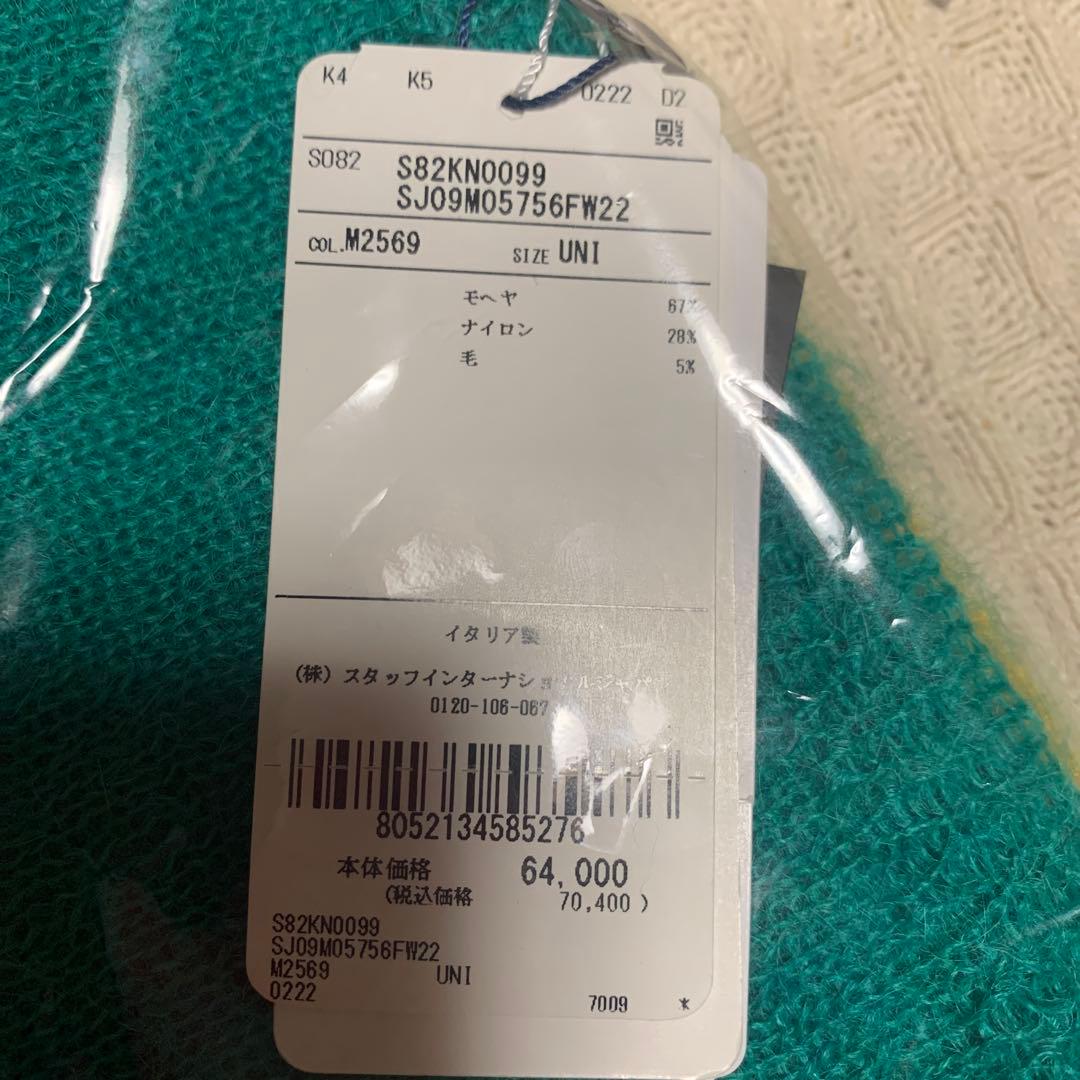 K4 K5 0222 D2
S082 S82KN0099
SJ09M05756FW22
COL.M2569 SIZE UNI
モヘヤ 67%
ナイロン 28%
毛 5%
イタリア製
(株) スタッフインターナショナルジャパン
0120-106-067
8052134585276
本体価格 64,000
(税込価格 70,400 )
S82KN0099
SJ09M05756FW22
M2569 UNI
0222
7009 *